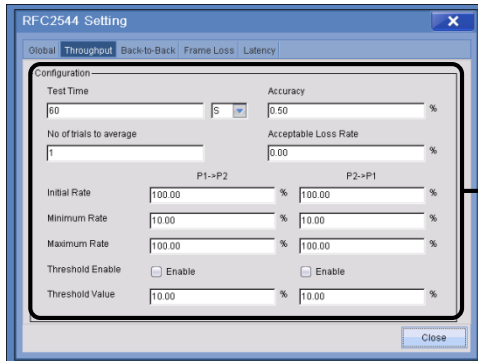 RFC2544 Setting
Global Throughput Back-to-Back Frame Loss Latency
Configuration
Test Time Accuracy
60 S 0.50 %
No of trials to average Acceptable Loss Rate
1 0.00 %
P1->P2 P2->P1
Initial Rate 100.00 % 100.00 %
Minimum Rate 10.00 % 10.00 %
Maximum Rate 100.00 % 100.00 %
Threshold Enable Enable Enable
Threshold Value 10.00 % 10.00 %
Close